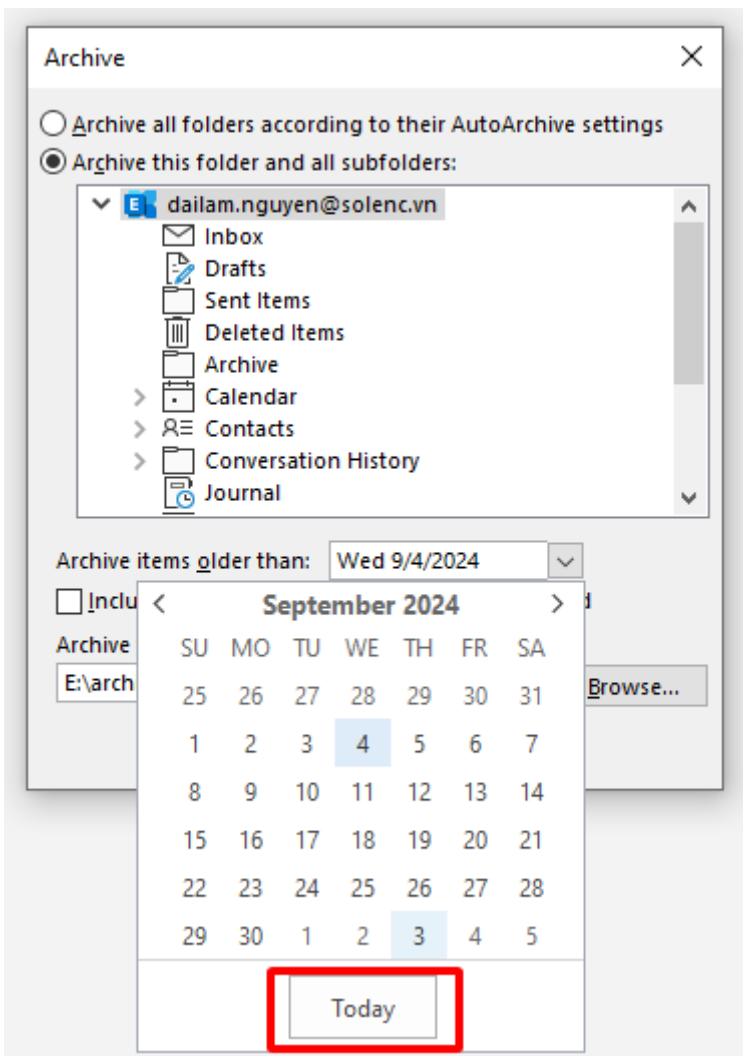 Archive
Archive all folders according to their AutoArchive settings
Archive this folder and all subfolders:
E dailam.nguyen@solenc.vn
Inbox
Drafts
Sent Items
Deleted Items
Archive
Calendar
Contacts
Conversation History
Journal
Archive items older than: Wed 9/4/2024
Inclu
Archive
E:\arch
Browse...
September 2024
SU MO TU WE TH FR SA
25 26 27 28 29 30 31
1 2 3 4 5 6 7
8 9 10 11 12 13 14
15 16 17 18 19 20 21
22 23 24 25 26 27 28
29 30 1 2 3 4 5
Today